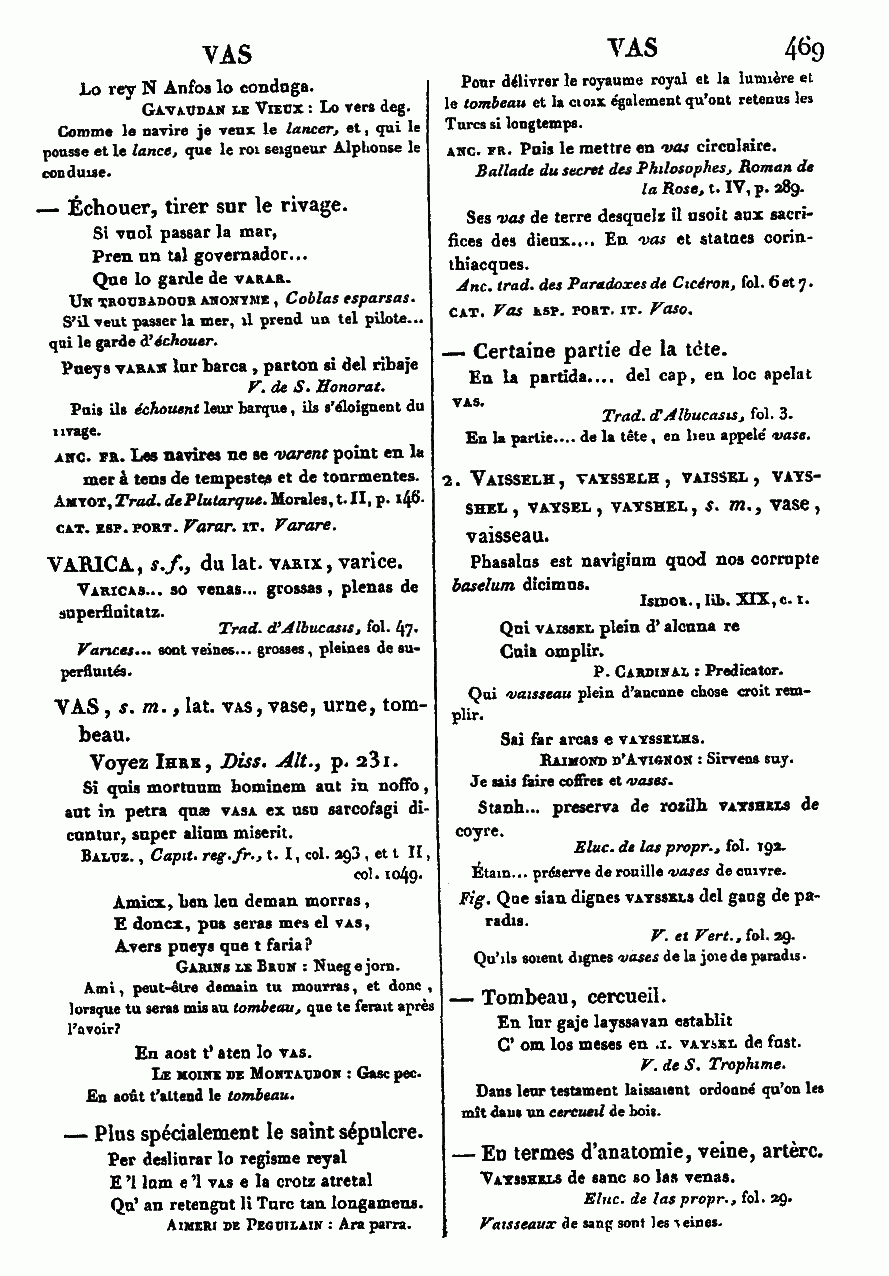 VAS
Lo rey N Anfos lo conduga.
GAVAUDAN LE VIEUX : Lo vers deg.
Comme le navire je veux le lancer, et, qui le
pousse et le lance, que le roi seigneur Alphonse le
conduise.
— Échouer, tirer sur le rivage.
Si vuol passar la mar,
Pren un tal governador...
Que lo garde de VARAR.
UN TROUBADOUR ANONYME, Coblas esparsas.
S'il veut passer la mer, il prend un tel pilote...
qui le garde d'échouer.
Pueys VARAN lur barca, parton si del ribaje
V. de S. Honorat.
Puis ils échouent leur barque, ils s'éloignent du
rivage.
ANC. FR. Les navires ne se varent point en la
mer à tens de tempestes et de tourmentes.
AMYOT, Trad. de Plutarque. Morales, t. II, p. 146.
CAT. ESP. PORT. Varar. IT. Varare.
VARICA, s. f., du lat. VARIX, varice.
VARICAS... so venas... grossas, plenas de
superfluitatz.
Trad. d'Albucasis, fol. 47.
Varices... sont veines... grosses, pleines de su-
perfluités.
VAS, s. m., lat. VAS, vase, urne, tom-
beau.
Voyez IHRE, Diss. Alt., p. 231.
Si quis mortuum hominem aut in noffo,
aut in petra quæ VASA ex usu sarcofagi di-
cuntur, super alium miserit.
BALUZ., Capit. reg. fr., t. I, col. 293, et t II,
col. 1049.
Amicx, ben leu deman morras,
E doncx, pus seras mes el VAS,
Avers pueys que t faria?
GARINS LE BRUN : Nueg e jorn.
Ami, peut-être demain tu mourras, et donc,
lorsque tu seras mis au tombeau, que te ferait après
l'avoir?
En aost t' aten lo VAS.
LE MOINE DE MONTAUDON : Gasc pec.
En août t'attend le tombeau.
— Plus spécialement le saint sépulcre.
Per desliurar lo regisme reyal
E 'l lum e 'l VAS e la crotz atretal
Qu' an retengut li Turc tan longamens.
AIMERI DE PEGUILAIN : Ara parra.
VAS 469
Pour délivrer le royaume royal et la lumière et
le tombeau et la croix également qu'ont retenus les
Turcs si longtemps.
ANC. FR. Puis le mettre en vas circulaire.
Ballade du secret des Philosophes, Roman de
la Rose, t. IV, p. 289.
Ses vas de terre desquelz il usoit aux sacri-
fices des dieux.... En vas et statues corin-
thiacques.
Anc. trad. des Paradoxes de Cicéron, fol. 6 et 7.
CAT. Vas ESP. PORT. IT. Vaso.
— Certaine partie de la tête.
En la partida.... del cap, en loc apelat
VAS.
Trad. d'Albucasis, fol. 3.
En la partie.... de la tête, en lieu appelé vase.
2. VAISSELH, VAYSSELH, VAISSEL, VAYS-
SHEL, VAYSEL, VAYSHEL, s. m., vase,
vaisseau.
Phasalus est navigium quod nos corrupte
baselum dicimus.
ISIDOR., lib. XIX, c. 1.
Qui VAISSEL plein d' alcuna re
Cuia omplir.
P. CARDINAL : Predicator.
Qui vaisseau plein d'aucune chose croit rem-
plir.
Sai far arcas e VAYSSELHS.
RAIMOND D'AVIGNON : Sirvens suy.
Je sais faire coffres et vases.
Stanh... preserva de rozilh VAYSHELS de
coyre.
Eluc. de las propr., fol. 192.
Étain... préserve de rouille vases de cuivre.
Fig. Que sian dignes VAYSSELS del gaug de pa-
radis.
V. et Vert., fol. 29.
Qu'ils soient dignes vases de la joie de paradis.
— Tombeau, cercueil.
En lur gaje layssavan establit
C' om los meses en .I. VAYSEL de fust.
V. de S. Trophime.
Dans leur testament laissaient ordonné qu'on les
mît dans un cercueil de bois.
— En termes d'anatomie, veine, artère.
VAYSSHELS de sanc so las venas.
Eluc. de las propr., fol. 29.
Vaisseaux de sang sont les veines.